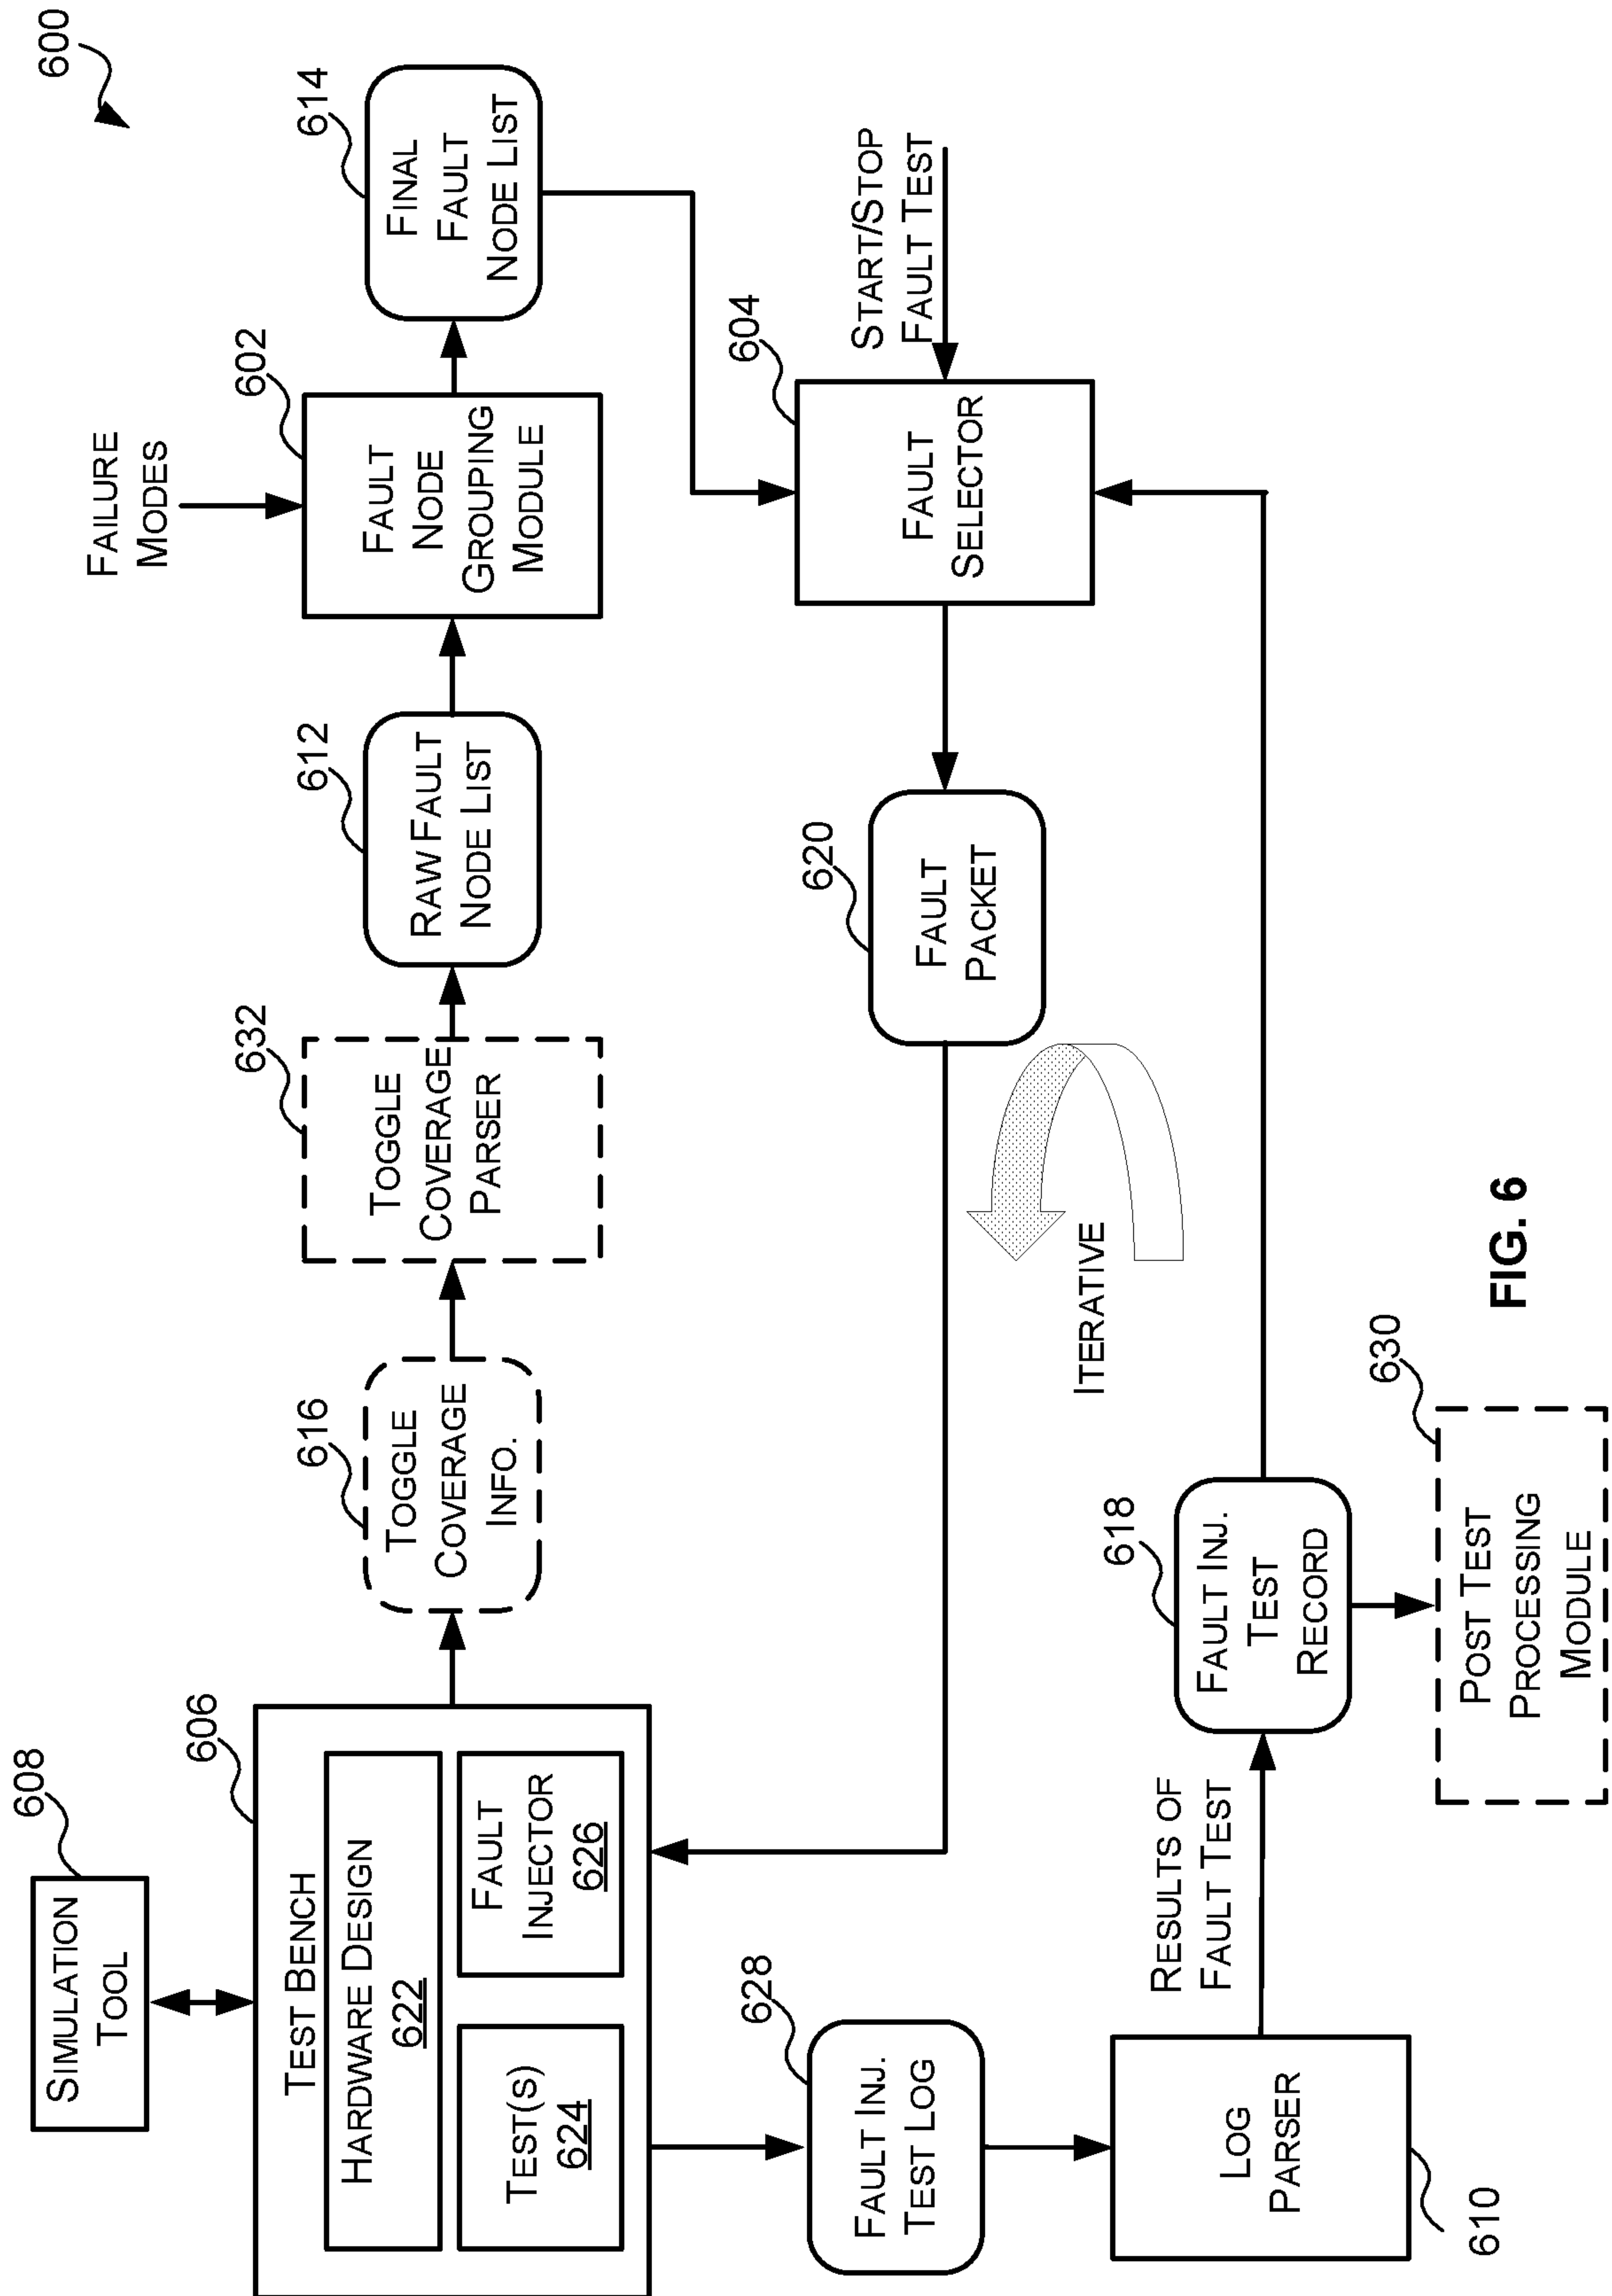 600
608
SIMULATION
TOOL
606
TEST BENCH
HARDWARE DESIGN
622
TEST(S)
624
FAULT
INJECTOR
626
616
TOGGLE
COVERAGE
INFO.
632
TOGGLE
COVERAGE
PARSER
612
RAW FAULT
NODE LIST
FAILURE
MODES
602
FAULT
NODE
GROUPING
MODULE
614
FINAL
FAULT
NODE LIST
START/STOP
FAULT TEST
604
FAULT
SELECTOR
620
FAULT
PACKET
ITERATIVE
628
FAULT INJ.
TEST LOG
LOG
PARSER
610
RESULTS OF
FAULT TEST
618
FAULT INJ.
TEST
RECORD
630
POST TEST
PROCESSING
MODULE
FIG. 6